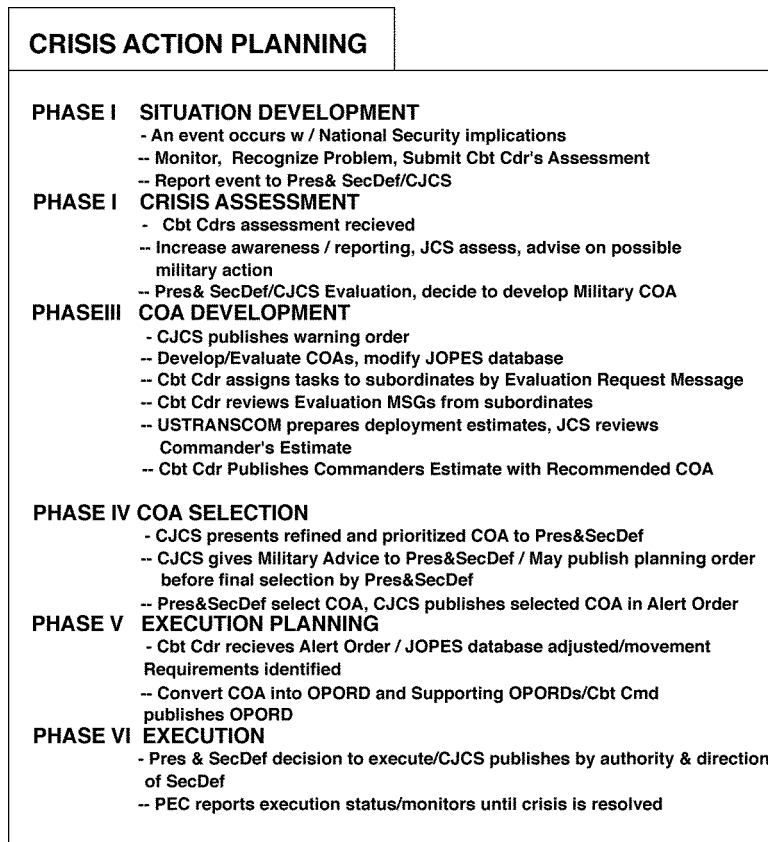 CRISIS ACTION PLANNING
PHASE I SITUATION DEVELOPMENT
- An event occurs w / National Security implications
-- Monitor, Recognize Problem, Submit Cbt Cdr's Assessment
-- Report event to Pres& SecDef/CJCS
PHASE I CRISIS ASSESSMENT
- Cbt Cdrs assessment recieved
-- Increase awareness / reporting, JCS assess, advise on possible
military action
-- Pres& SecDef/CJCS Evaluation, decide to develop Military COA
PHASEIII COA DEVELOPMENT
- CJCS publishes warning order
-- Develop/Evaluate COAs, modify JOPES database
-- Cbt Cdr assigns tasks to subordinates by Evaluation Request Message
-- Cbt Cdr reviews Evaluation MSGs from subordinates
-- USTRANSCOM prepares deployment estimates, JCS reviews
Commander's Estimate
-- Cbt Cdr Publishes Commanders Estimate with Recommended COA
PHASE IV COA SELECTION
- CJCS presents refined and prioritized COA to Pres&SecDef
-- CJCS gives Military Advice to Pres&SecDef / May publish planning order
before final selection by Pres&SecDef
-- Pres&SecDef select COA, CJCS publishes selected COA in Alert Order
PHASE V EXECUTION PLANNING
- Cbt Cdr recieves Alert Order / JOPES database adjusted/movement
Requirements identified
-- Convert COA into OPORD and Supporting OPORDs/Cbt Cmd
publishes OPORD
PHASE VI EXECUTION
- Pres & SecDef decision to execute/CJCS publishes by authority & direction
of SecDef
-- PEC reports execution status/monitors until crisis is resolved